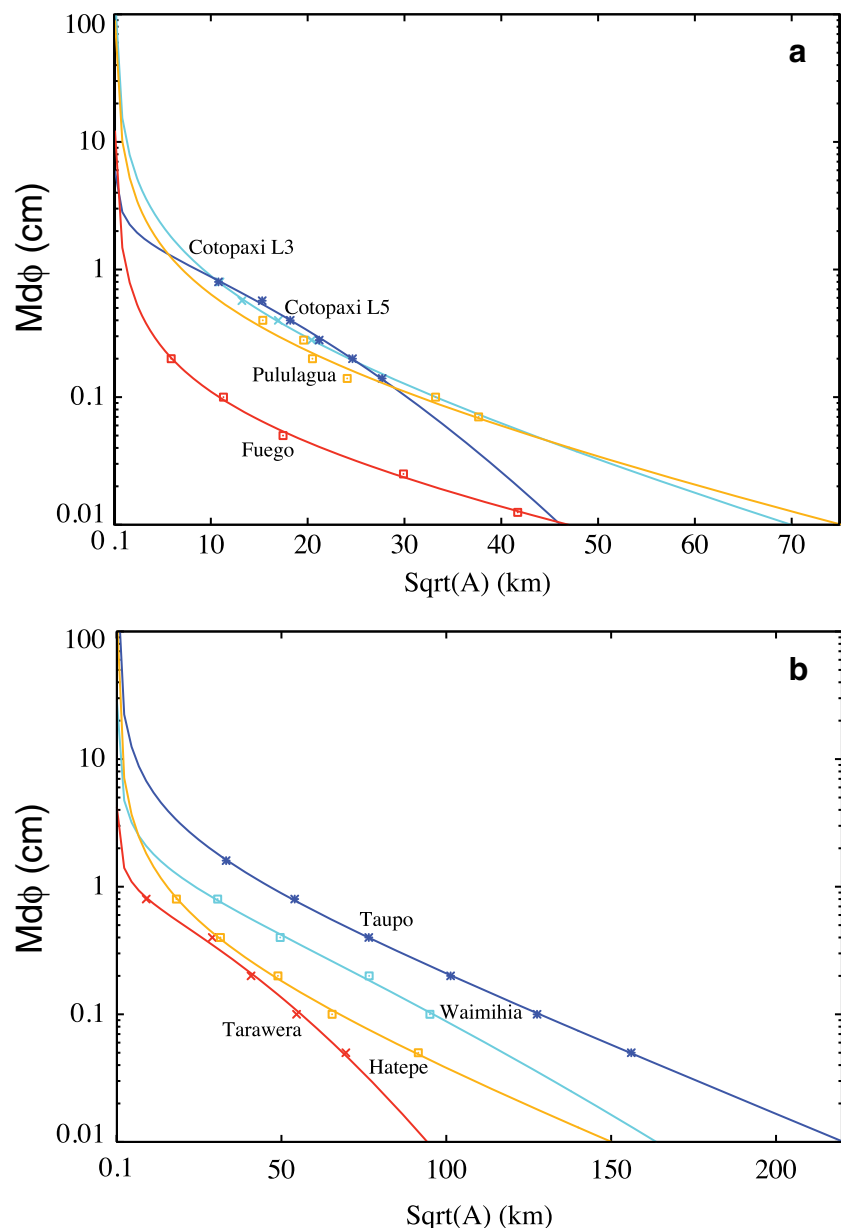 100
a
10
Mdϕ (cm)
Cotopaxi L3
1
Cotopaxi L5
Pululagua
0.1
Fuego
0.01
0.1 10 20 30 40 50 60 70
Sqrt(A) (km)
100
b
10
Mdϕ (cm)
1
Taupo
0.1
Waimihia
Tarawera
Hatepe
0.01
0.1 50 100 150 200
Sqrt(A) (km)